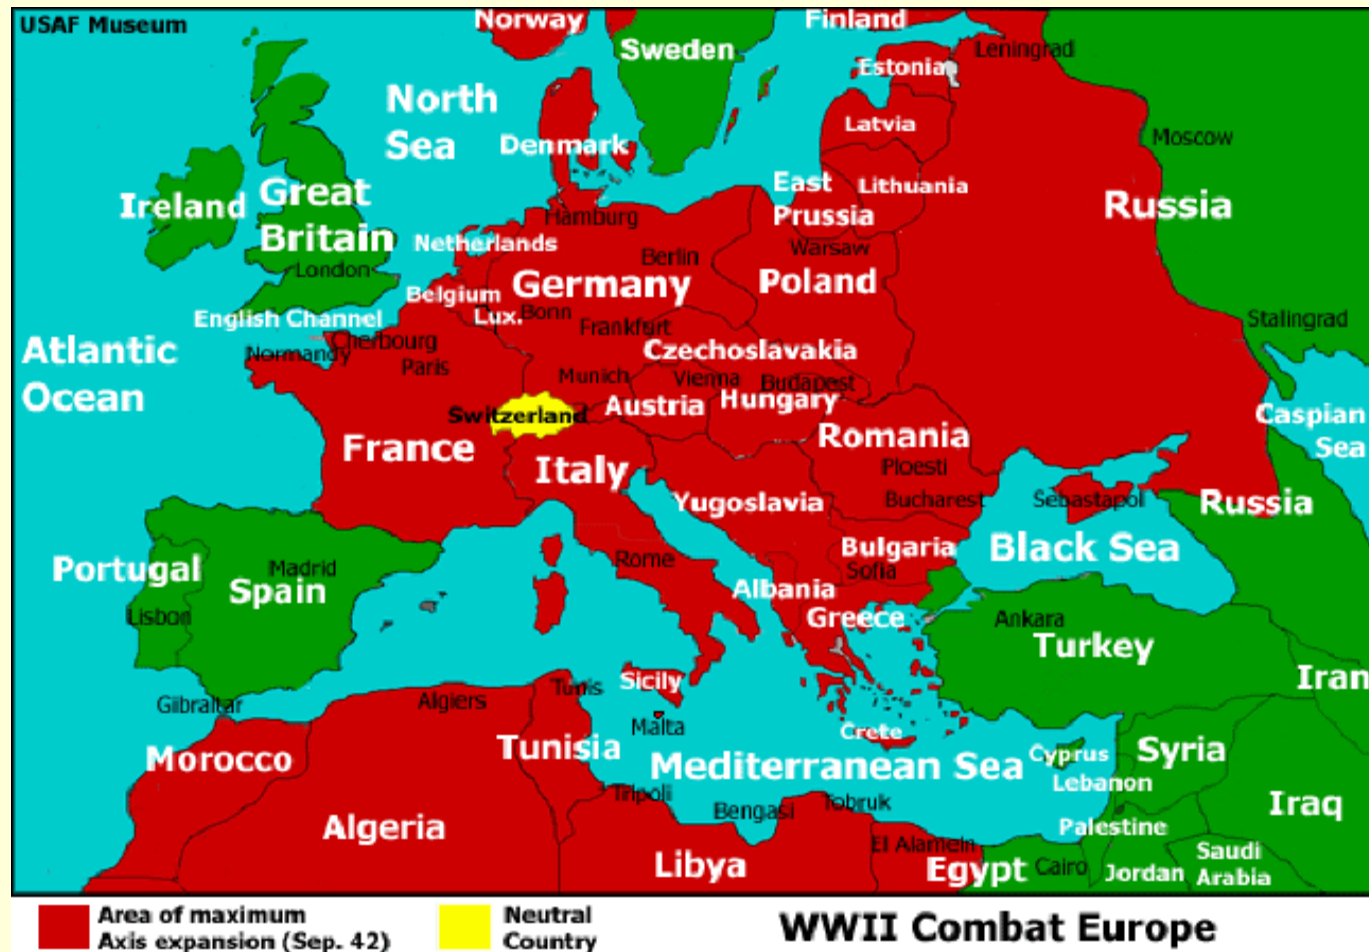 USAF Museum
Norway
Finland
Sweden
Leningrad
Estonia
North
Sea
Latvia
Denmark
Moscow
East
Prussia
Lithuania
Ireland
Great
Britain
Russia
Hamburg
Netherlands
Warsaw
Berlin
London
Germany
Poland
Belgium
Lux.
Bonn
English Channel
Frankfurt
Stalingrad
Cherbourg
Normandy
Paris
Czechoslavakia
Atlantic
Ocean
Munich
Vienna
Budapest
Switzerland
Austria
Hungary
Caspian
Sea
France
Romania
Italy
Ploesti
Bucharest
Sebastapol
Russia
Yugoslavia
Black Sea
Bulgaria
Sofia
Rome
Portugal
Madrid
Spain
Albania
Lisbon
Greece
Ankara
Turkey
Iran
Sicily
Tunis
Algiers
Giibraltar
Malta
Crete
Morocco
Tunisia
Mediterranean Sea
Cyprus
Syria
Lebanon
Tripoli
Bengasi
Tobruk
Iraq
Algeria
Palestine
El Alamein
Libya
Egypt
Cairo
Jordan
Saudi
Arabia
Area of maximum
Axis expansion (Sep. 42)
Neutral
Country
WWII Combat Europe